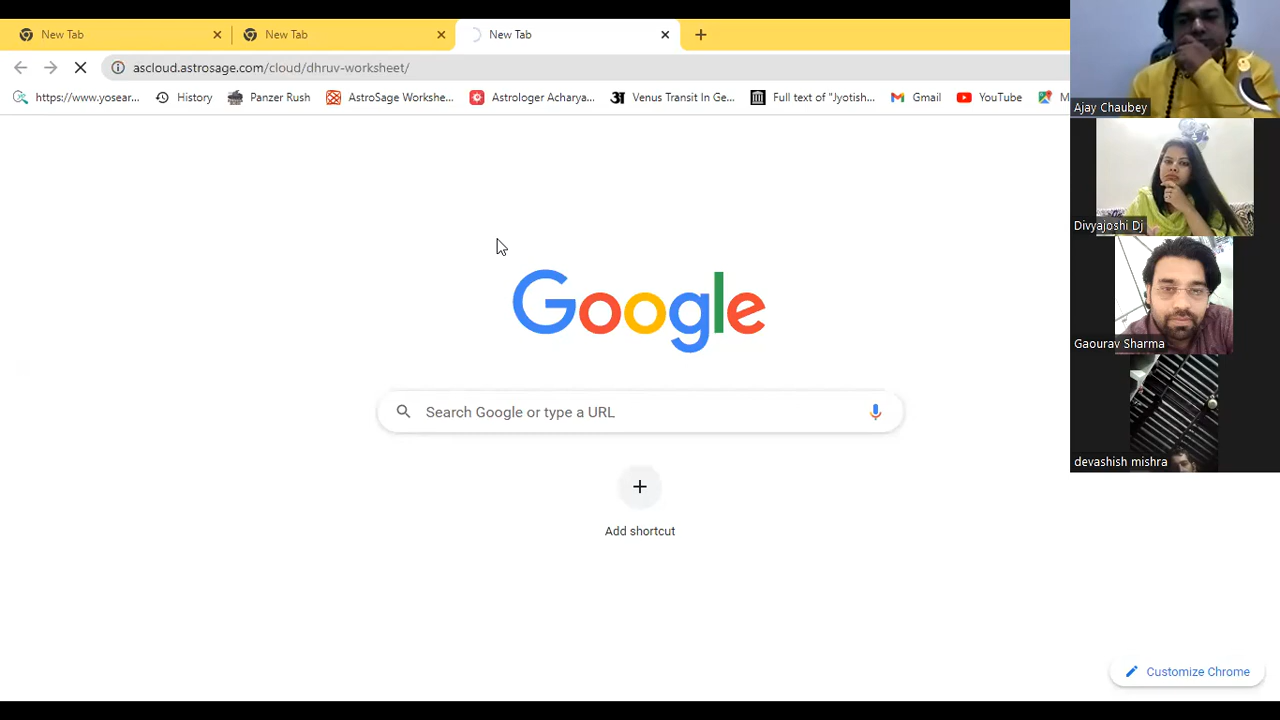 New Tab
New Tab
New Tab
ascloud.astrosage.com/cloud/dhruv-worksheet/
https://www.yosear... History Panzer Rush AstroSage Workshe... Astrologer Acharya... Venus Transit In Ge... Full text of "Jyotish... Gmail YouTube M
Ajay Chaubey
Divyajoshi Dj
Gaourav Sharma
devashish mishra
Google
Search Google or type a URL
Add shortcut
Customize Chrome